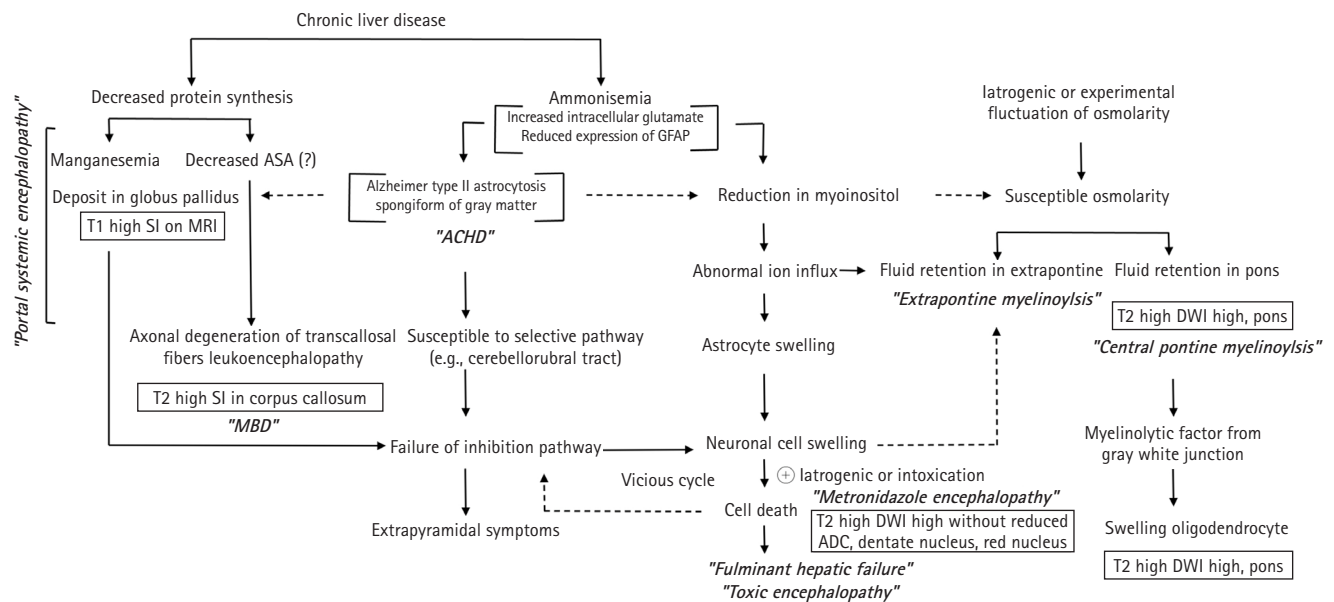 Chronic liver disease
"Portal systemic encephalopathy"
Decreased protein synthesis
Manganesemia
Decreased ASA (?)
Deposit in globus pallidus
T1 high SI on MRI
Axonal degeneration of transcallosal
fibers leukoencephalopathy
T2 high SI in corpus callosum
"MBD"
Ammonisemia
Increased intracellular glutamate
Reduced expression of GFAP
Alzheimer type II astrocytosis
spongiform of gray matter
"ACHD"
Susceptible to selective pathway
(e.g., cerebellorubral tract)
Failure of inhibition pathway
Extrapyramidal symptoms
Vicious cycle
Reduction in myoinositol
Abnormal ion influx
Astrocyte swelling
Neuronal cell swelling
+ Iatrogenic or intoxication
"Metronidazole encephalopathy"
Cell death
T2 high DWI high without reduced
ADC, dentate nucleus, red nucleus
"Fulminant hepatic failure"
"Toxic encephalopathy"
Iatrogenic or experimental
fluctuation of osmolarity
Susceptible osmolarity
Fluid retention in extrapontine
"Extrapontine myelinoylsis"
Fluid retention in pons
T2 high DWI high, pons
"Central pontine myelinoylsis"
Myelinolytic factor from
gray white junction
Swelling oligodendrocyte
T2 high DWI high, pons